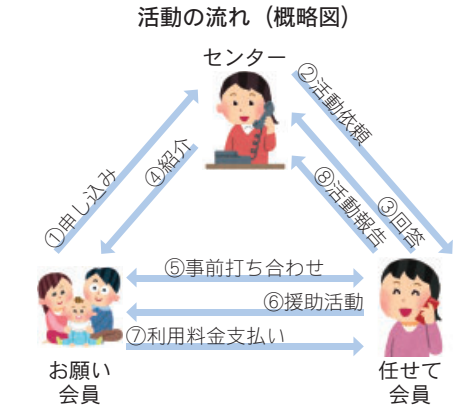 活動の流れ（概略図）
センター
①申し込み
④紹介
②活動依頼
③回答
⑧活動報告
⑤事前打ち合わせ
⑥援助活動
⑦利用料金支払い
お願い
会員
任せて
会員